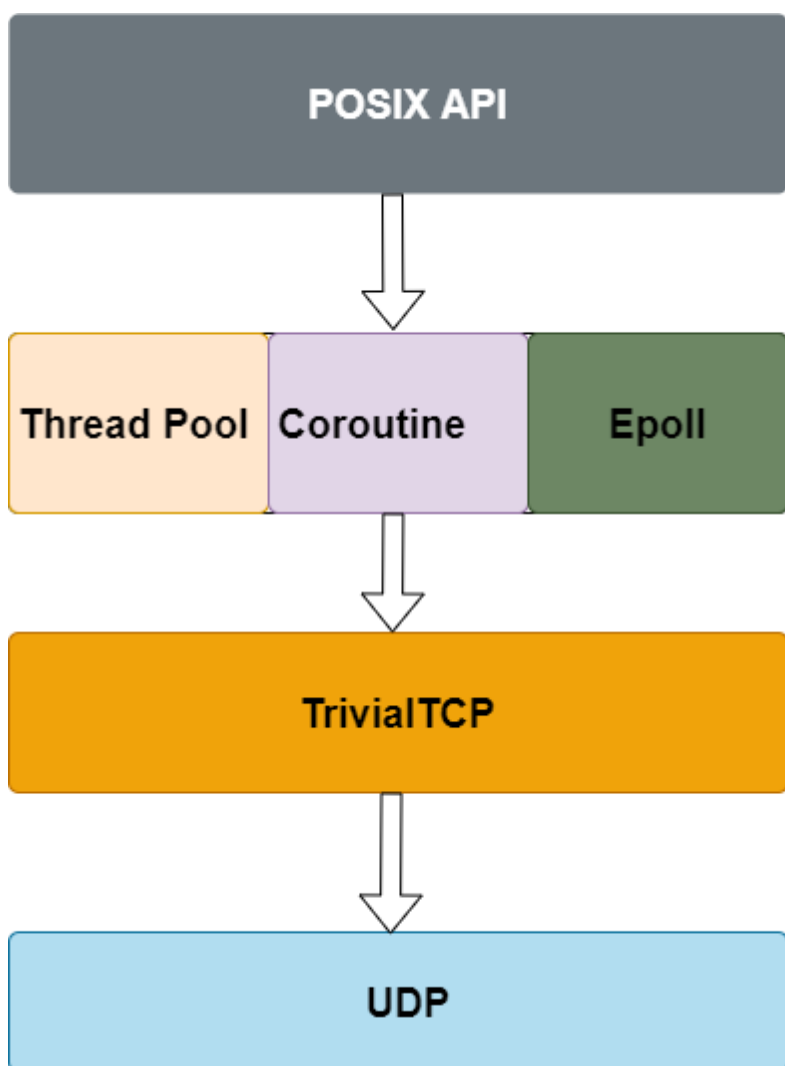 POSIX API
Thread Pool
Coroutine
Epoll
TrivialTCP
UDP